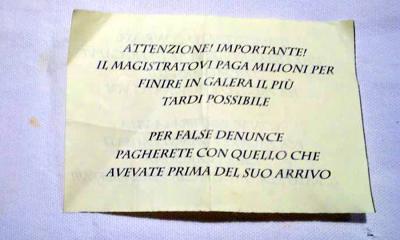 ATTENZIONE! IMPORTANTE!
IL MAGISTRATOVI PAGA MILIONI PER
FINIRE IN GALERA IL PIÙ
TARDI POSSIBILE
PER FALSE DENUNCE
PAGHERETE CON QUELLO CHE
AVEVATE PRIMA DEL SUO ARRIVO